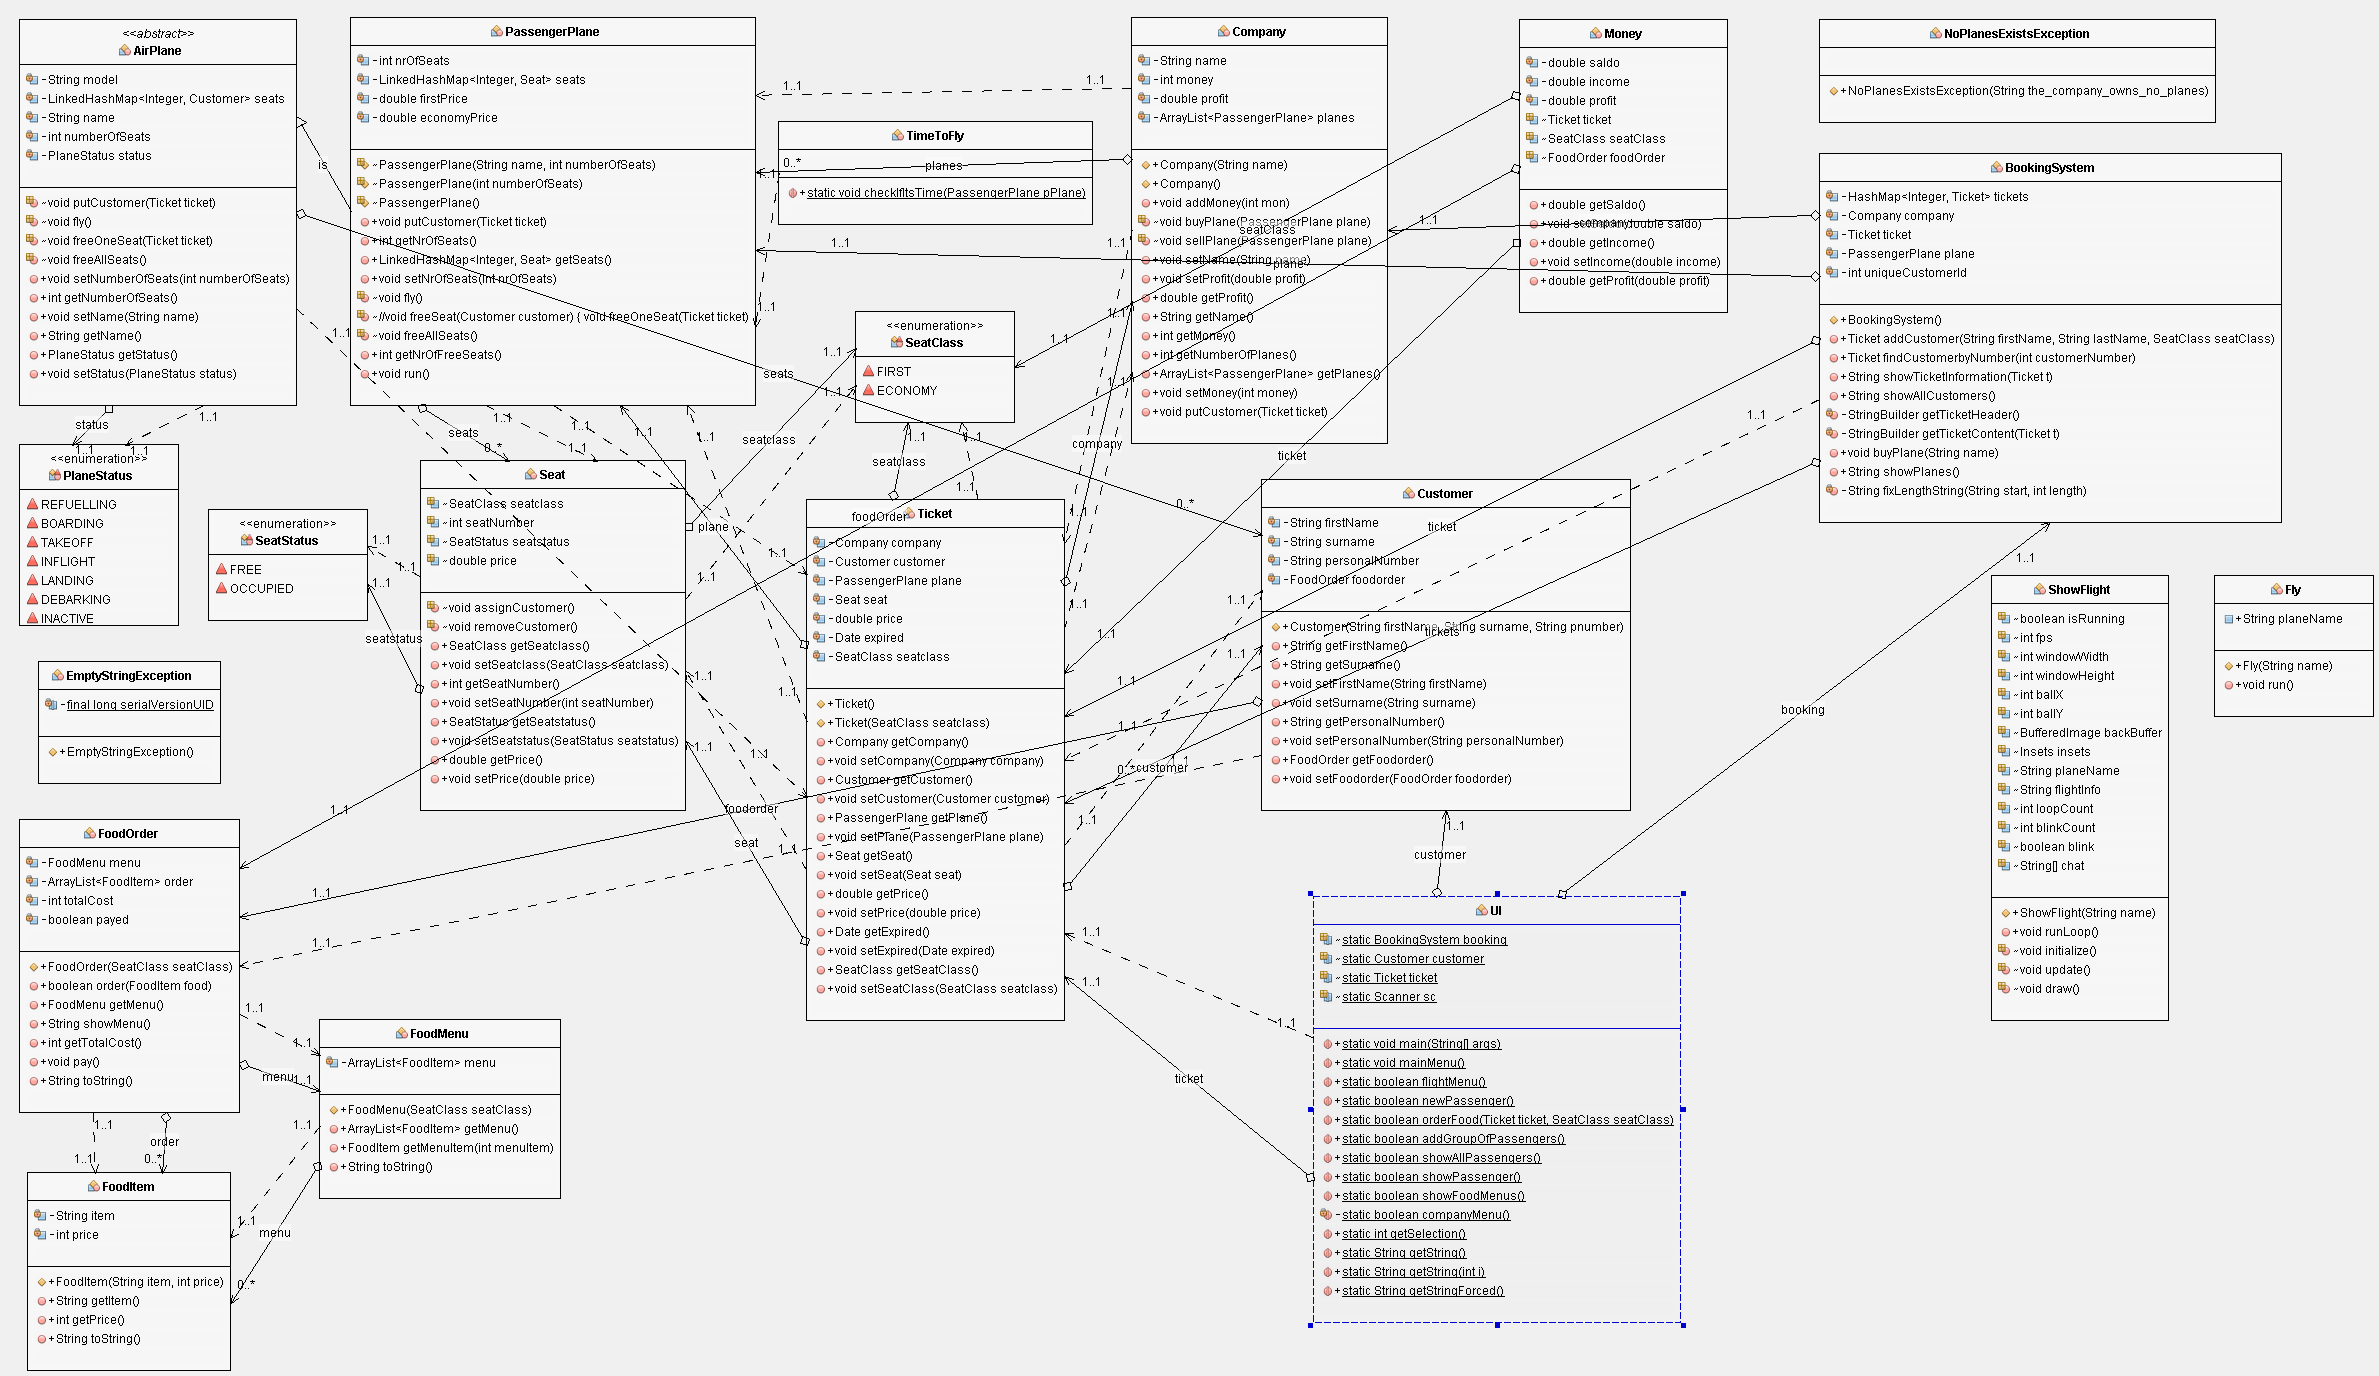 <<abstract>>
AirPlane
-String model
-LinkedHashMap<Integer, Customer> seats
-String name
-int numberOfSeats
-PlaneStatus status
~void putCustomer(Ticket ticket)
~void fly()
~void freeOneSeat(Ticket ticket)
~void freeAllSeats()
+void setNumberOfSeats(int numberOfSeats)
+int getNumberOfSeats()
+void setName(String name)
+String getName()
+PlaneStatus getStatus()
+void setStatus(PlaneStatus status)
PassengerPlane
-int nrOfSeats
-LinkedHashMap<Integer, Seat> seats
-double firstPrice
-double economyPrice
~PassengerPlane(String name, int numberOfSeats)
~PassengerPlane(int numberOfSeats)
~PassengerPlane()
+void putCustomer(Ticket ticket)
+int getNrOfSeats()
+LinkedHashMap<Integer, Seat> getSeats()
+void setNrOfSeats(int nrOfSeats)
~void fly()
~//void freeSeat(Customer customer) { void freeOneSeat(Ticket ticket)
~void freeAllSeats()
+int getNrOfFreeSeats()
+void run()
TimeToFly
+static void checkIfItsTime(PassengerPlane pPlane)
Company
-String name
-int money
-double profit
-ArrayList<PassengerPlane> planes
+Company(String name)
+Company()
+void addMoney(int mon)
~void buyPlane(PassengerPlane plane)
~void sellPlane(PassengerPlane plane)
+void setName(String name)
+void setProfit(double profit)
+double getProfit()
+String getName()
+int getMoney()
+int getNumberOfPlanes()
+ArrayList<PassengerPlane> getPlanes()
+void setMoney(int money)
+void putCustomer(Ticket ticket)
Money
-double saldo
-double income
-double profit
~Ticket ticket
~SeatClass seatClass
~FoodOrder foodOrder
+double getSaldo()
+void setSaldo(double saldo)
+double getIncome()
+void setIncome(double income)
+double getProfit(double profit)
NoPlanesExistsException
+NoPlanesExistsException(String the_company_owns_no_planes)
BookingSystem
-HashMap<Integer, Ticket> tickets
-Company company
-Ticket ticket
-PassengerPlane plane
-int uniqueCustomerId
+BookingSystem()
+Ticket addCustomer(String firstName, String lastName, SeatClass seatClass)
+Ticket findCustomerbyNumber(int customerNumber)
+String showTicketInformation(Ticket t)
+String showAllCustomers()
-StringBuilder getTicketHeader()
-StringBuilder getTicketContent(Ticket t)
+void buyPlane(String name)
+String showPlanes()
-String fixLengthString(String start, int length)
<<enumeration>>
SeatClass
FIRST
ECONOMY
<<enumeration>>
PlaneStatus
REFUELLING
BOARDING
TAKEOFF
INFLIGHT
LANDING
DEBARKING
INACTIVE
<<enumeration>>
SeatStatus
FREE
OCCUPIED
Seat
~SeatClass seatclass
~int seatNumber
~SeatStatus seatstatus
~double price
~void assignCustomer()
~void removeCustomer()
+SeatClass getSeatclass()
+void setSeatclass(SeatClass seatclass)
+int getSeatNumber()
+void setSeatNumber(int seatNumber)
+SeatStatus getSeatstatus()
+void setSeatstatus(SeatStatus seatstatus)
+double getPrice()
+void setPrice(double price)
Ticket
-Company company
-Customer customer
-PassengerPlane plane
-Seat seat
-double price
-Date expired
-SeatClass seatclass
+Ticket()
+Ticket(SeatClass seatclass)
+Company getCompany()
+void setCompany(Company company)
+Customer getCustomer()
+void setCustomer(Customer customer)
+PassengerPlane getPlane()
+void setPlane(PassengerPlane plane)
+Seat getSeat()
+void setSeat(Seat seat)
+double getPrice()
+void setPrice(double price)
+Date getExpired()
+void setExpired(Date expired)
+SeatClass getSeatClass()
+void setSeatClass(SeatClass seatclass)
Customer
-String firstName
-String surname
-String personalNumber
-FoodOrder foodorder
+Customer(String firstName, String surname, String pnumber)
+String getFirstName()
+String getSurname()
+void setFirstName(String firstName)
+void setSurname(String surname)
+String getPersonalNumber()
+void setPersonalNumber(String personalNumber)
+FoodOrder getFoodorder()
+void setFoodorder(FoodOrder foodorder)
ShowFlight
~boolean isRunning
~int fps
~int windowWidth
~int windowHeight
~int ballX
~int ballY
~BufferedImage backBuffer
~Insets insets
~String planeName
~String flightInfo
~int loopCount
~int blinkCount
~boolean blink
~String[] chat
+ShowFlight(String name)
+void runLoop()
~void initialize()
~void update()
~void draw()
Fly
+String planeName
+Fly(String name)
+void run()
EmptyStringException
-final long serialVersionUID
+EmptyStringException()
FoodOrder
-FoodMenu menu
-ArrayList<FoodItem> order
-int totalCost
-boolean payed
+FoodOrder(SeatClass seatClass)
+boolean order(FoodItem food)
+FoodMenu getMenu()
+String showMenu()
+int getTotalCost()
+void pay()
+String toString()
FoodMenu
-ArrayList<FoodItem> menu
+FoodMenu(SeatClass seatClass)
+ArrayList<FoodItem> getMenu()
+FoodItem getMenuItem(int menuItem)
+String toString()
FoodItem
-String item
-int price
+FoodItem(String item, int price)
+String getItem()
+int getPrice()
+String toString()
UI
~static BookingSystem booking
~static Customer customer
~static Ticket ticket
~static Scanner sc
+static void main(String[] args)
+static void mainMenu()
+static boolean flightMenu()
+static boolean newPassenger()
+static boolean orderFood(Ticket ticket, SeatClass seatClass)
+static boolean addGroupOfPassengers()
+static boolean showAllPassengers()
+static boolean showPassenger()
+static boolean showFoodMenus()
-static boolean companyMenu()
+static int getSelection()
+static String getString()
+static String getString(int i)
+static String getStringForced()
is
status
1..1
1..1
1..1
seats
0..*
seats
0..*
1..1
1..1
planes
0..*
1..1
1..1
seatClass
company
1..1
plane
1..1
1..1
seatclass
1..1
seatclass
1..1
company
1..1
ticket
1..1
ticket
1..1
tickets
0..*
plane
1..1
foodOrder
1..1
seatstatus
1..1
seat
1..1
foodorder
1..1
customer
1..1
customer
1..1
booking
1..1
ticket
1..1
menu
1..1
order
0..*
menu
0..*